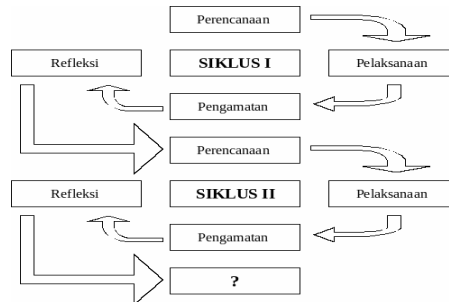 Perencanaan
Refleksi
SIKLUS I
Pelaksanaan
Pengamatan
Perencanaan
Refleksi
SIKLUS II
Pelaksanaan
Pengamatan
?